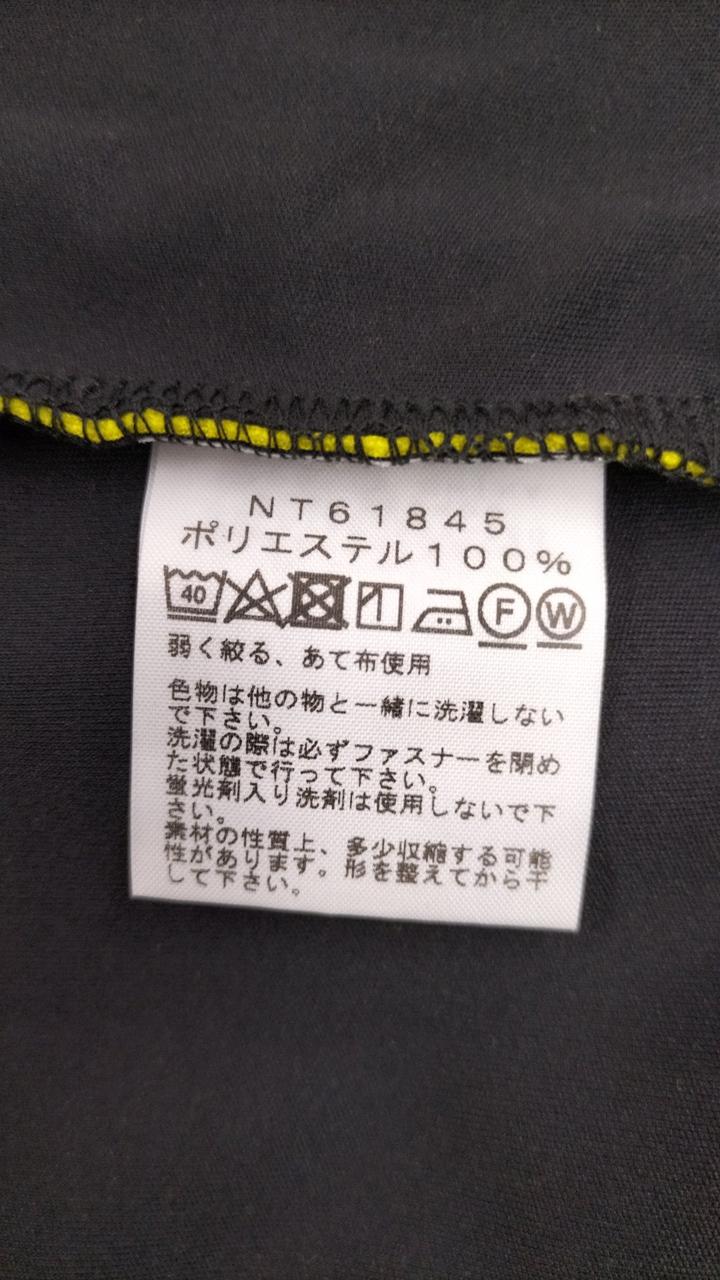 NT61845
ポリエステル100%
40 F W
弱く絞る、あて布使用
色物は他の物と一緒に洗濯しない
で下さい。
洗濯の際は必ずファスナーを閉め
た状態で行って下さい。
蛍光剤入り洗剤は使用しないで下
さい。
素材の性質上、多少収縮する可能
性があります。形を整えてから干
して下さい。